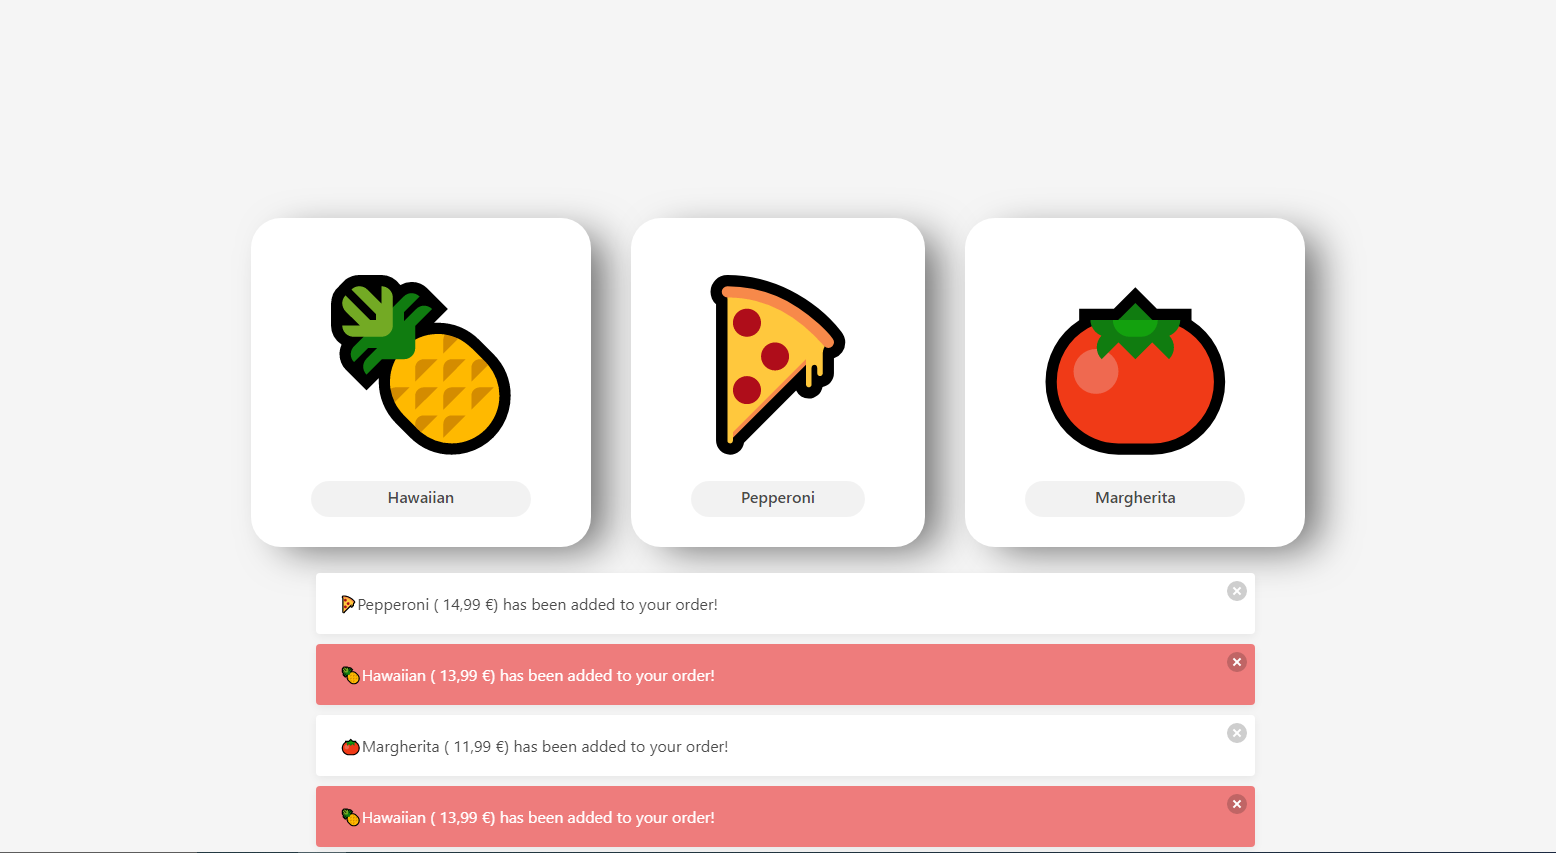 Hawaiian
Pepperoni
Margherita
🍕Pepperoni ( 14,99 €) has been added to your order!
🍍Hawaiian ( 13,99 €) has been added to your order!
🍅Margherita ( 11,99 €) has been added to your order!
🍍Hawaiian ( 13,99 €) has been added to your order!